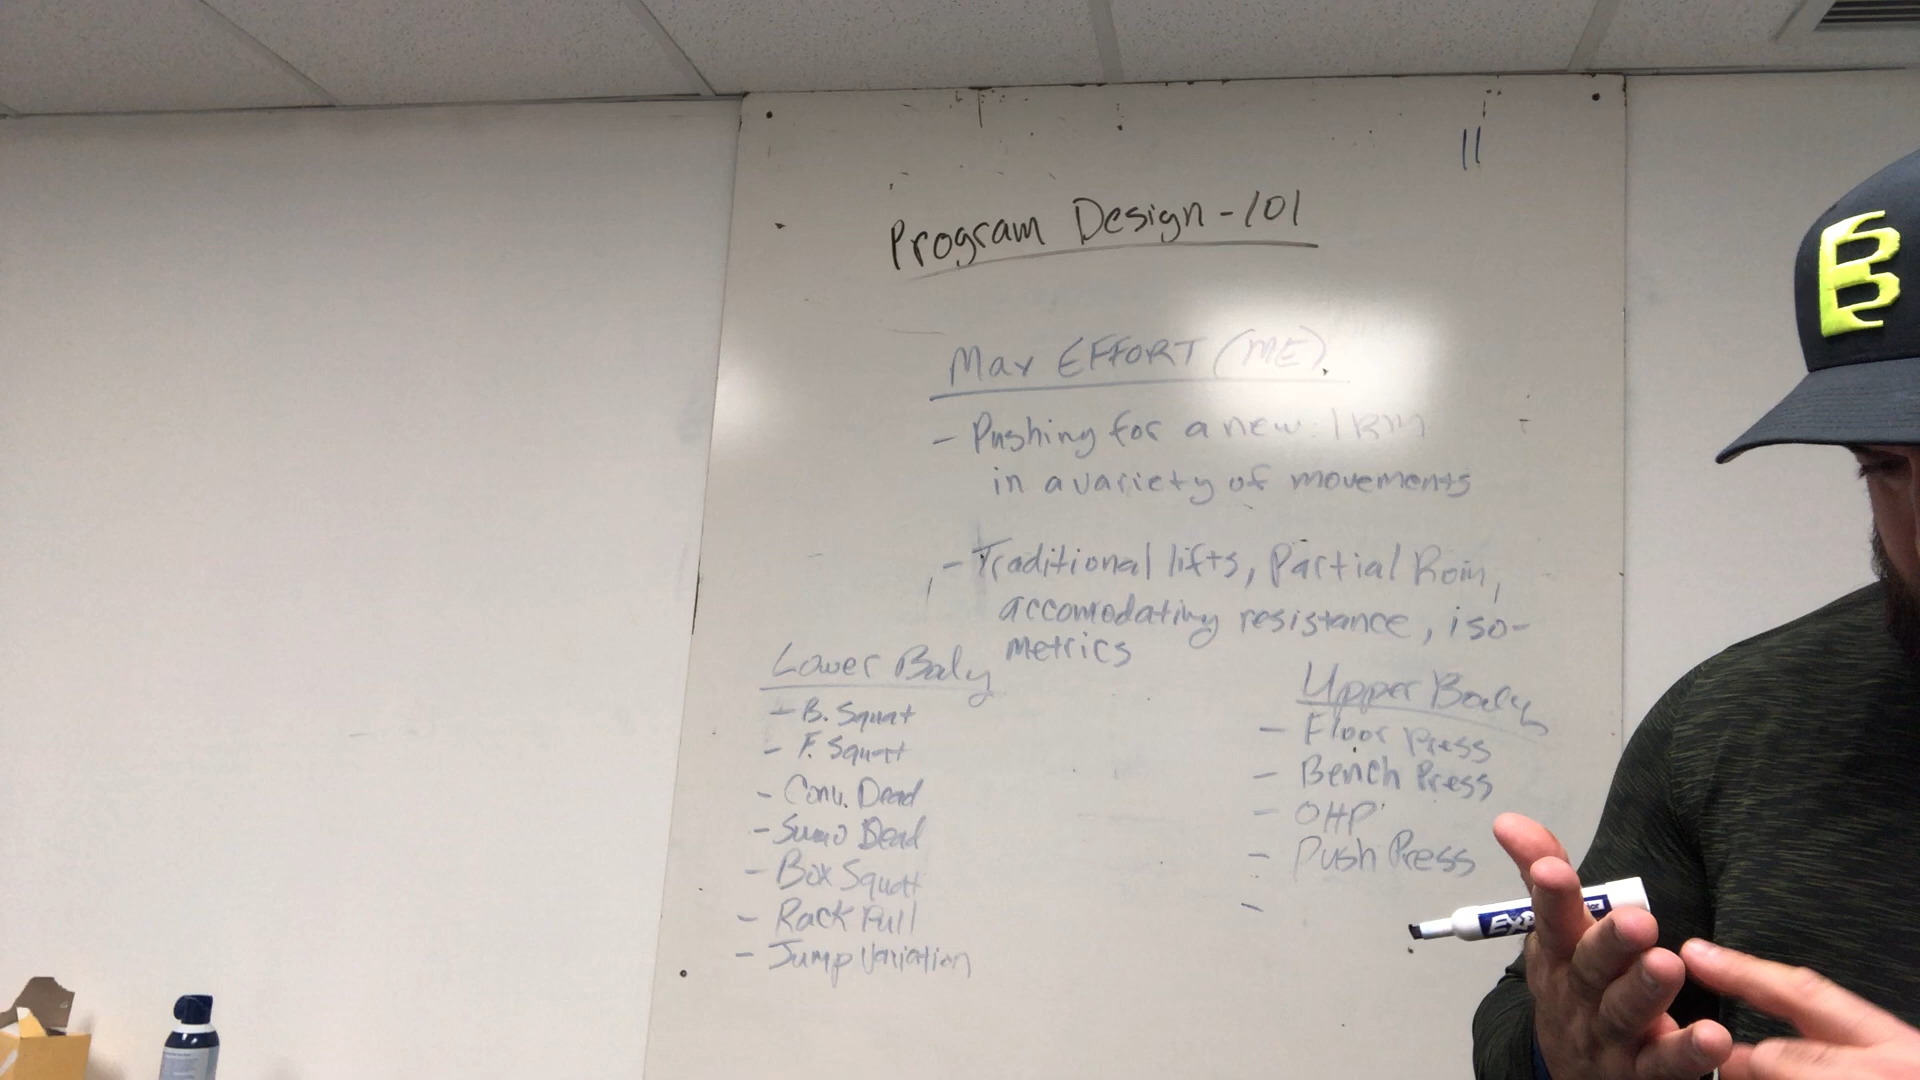 11
Program Design - 101
Max EFFORT (ME).
- Pushing for a new 1RM
in a variety of movements
- Traditional lifts, Partial Rom,
accomodating resistance, iso-
metrics
Lower Body
- B. Squat
- F. Squat
- Conv. Dead
- Sumo Dead
- Box Squat
- Rack Pull
- Jump Variation
Upper Body
- Floor Press
- Bench Press
- OHP
- Push Press
-